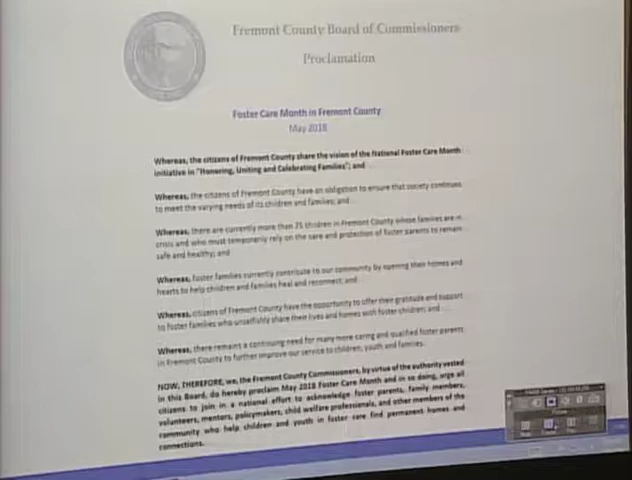 Fremont County Board of Commissioners
Proclamation
Foster Care Month in Fremont County
May 2018
Whereas, the citizens of Fremont County share the vision of the National Foster Care Month
initiative in "Honoring, Uniting and Celebrating Families"; and
Whereas, the citizens of Fremont County have an obligation to ensure that society continues
to meet the varying needs of its children and families; and
Whereas, there are currently more than 75 children in Fremont County whose families are in
crisis and who must temporarily rely on the care and protection of foster parents to remain
safe and healthy; and
Whereas, foster families currently contribute to our community by opening their homes and
hearts to help children and families heal and reconnect; and
Whereas, citizens of Fremont County have the opportunity to offer their gratitude and support
to foster families who unselfishly share their lives and homes with foster children; and
Whereas, there remains a continuing need for many more caring and qualified foster parents
in Fremont County to further improve our service to children, youth and families.
NOW, THEREFORE, we, the Fremont County Commissioners, by virtue of the authority vested
in this Board, do hereby proclaim May 2018 Foster Care Month and in so doing, urge all
citizens to join in a national effort to acknowledge foster parents, family members,
volunteers, mentors, policymakers, child welfare professionals, and other members of the
community who help children and youth in foster care find permanent homes and
connections.